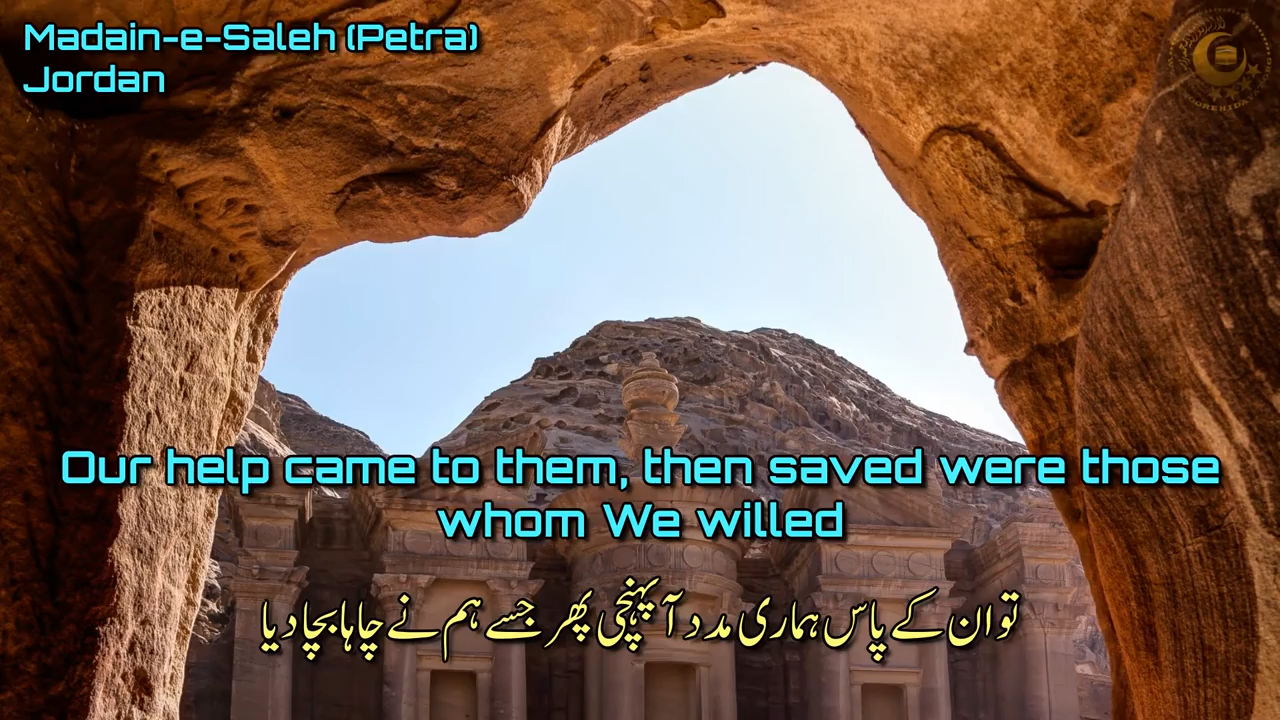 Madain-e-Saleh (Petra)
Jordan
Our help came to them, then saved were those
whom We willed
تو ان کے پاس ہماری مدد آ پہنچی پھر جسے ہم نے چاہا بچا دیا